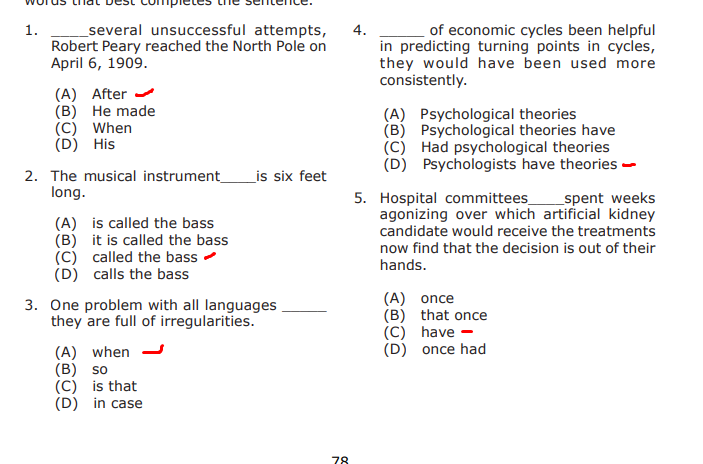 words that best completes the sentence.
1. ____several unsuccessful attempts,
Robert Peary reached the North Pole on
April 6, 1909.
(A) After
(B) He made
(C) When
(D) His
2. The musical instrument____is six feet
long.
(A) is called the bass
(B) it is called the bass
(C) called the bass
(D) calls the bass
3. One problem with all languages _____
they are full of irregularities.
(A) when
(B) so
(C) is that
(D) in case
4. _____ of economic cycles been helpful
in predicting turning points in cycles,
they would have been used more
consistently.
(A) Psychological theories
(B) Psychological theories have
(C) Had psychological theories
(D) Psychologists have theories
5. Hospital committees____spent weeks
agonizing over which artificial kidney
candidate would receive the treatments
now find that the decision is out of their
hands.
(A) once
(B) that once
(C) have
(D) once had
78